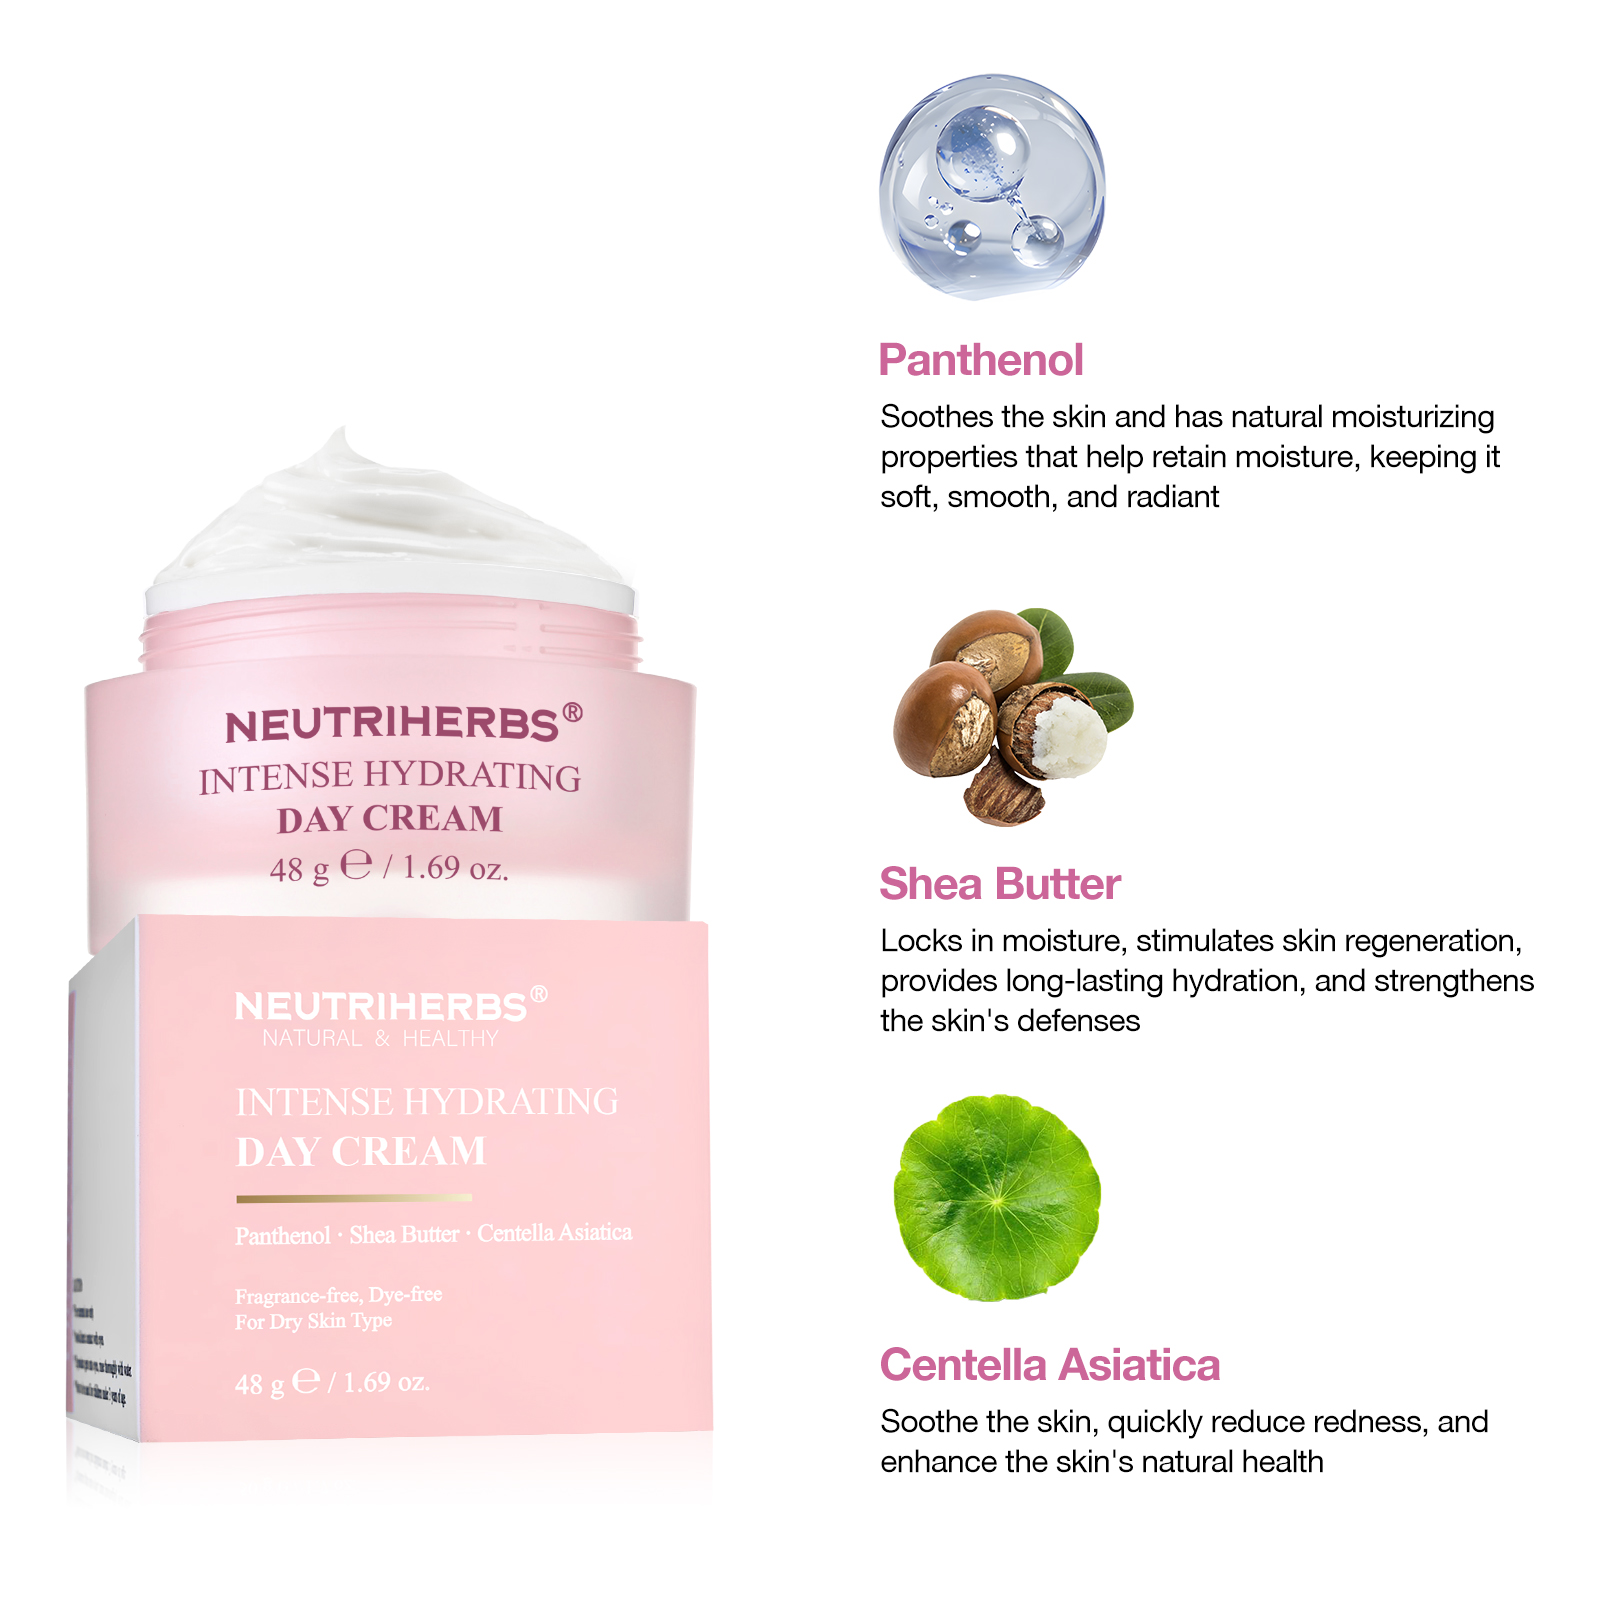 NEUTRIHERBS®
INTENSE HYDRATING
DAY CREAM
48 g ℮ / 1.69 oz.
NEUTRIHERBS®
NATURAL & HEALTHY
INTENSE HYDRATING
DAY CREAM
Panthenol · Shea Butter · Centella Asiatica
Fragrance-free, Dye-free
For Dry Skin Type
48 g ℮ / 1.69 oz.
Panthenol
Soothes the skin and has natural moisturizing
properties that help retain moisture, keeping it
soft, smooth, and radiant
Shea Butter
Locks in moisture, stimulates skin regeneration,
provides long-lasting hydration, and strengthens
the skin's defenses
Centella Asiatica
Soothe the skin, quickly reduce redness, and
enhance the skin's natural health